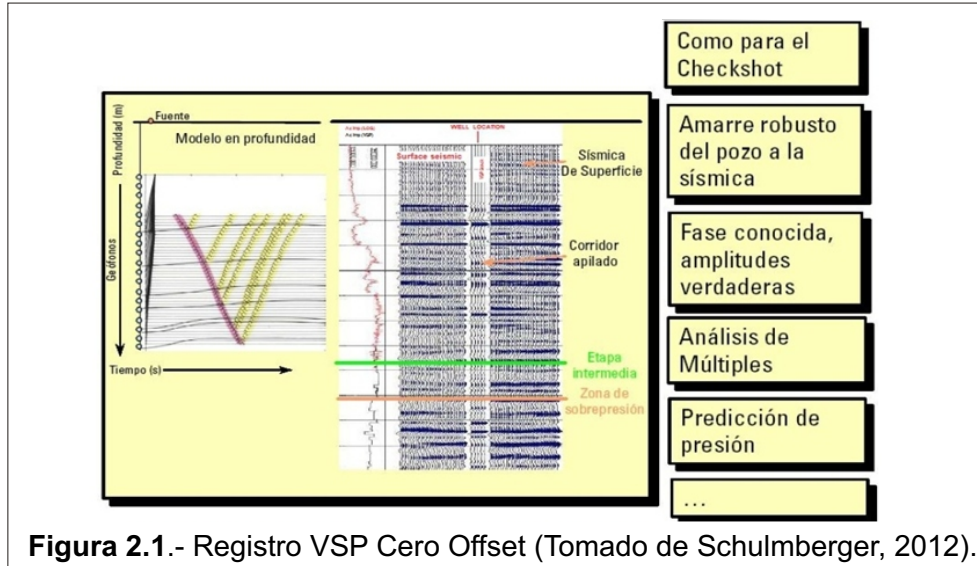 Como para el
Checkshot
Amarre robusto
del pozo a la
sísmica
Fase conocida,
amplitudes
verdaderas
Análisis de
Múltiples
Predicción de
presión
...
Profundidad (m)
Geófonos
Fuente
Modelo en profundidad
Tiempo (s)
WELL LOCATION
Surface seismic
Sísmica
De Superficie
Corridor
apilado
Etapa
intermedia
Zona de
sobrepresión
Figura 2.1.- Registro VSP Cero Offset (Tomado de Schulmberger, 2012).